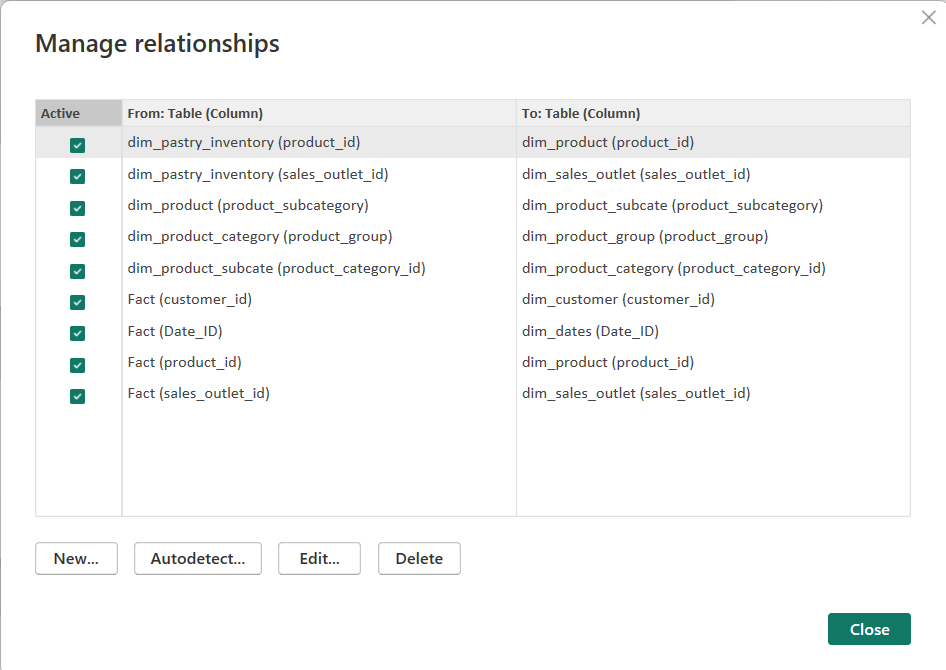 Manage relationships
Active From: Table (Column) To: Table (Column)
dim_pastry_inventory (product_id) dim_product (product_id)
dim_pastry_inventory (sales_outlet_id) dim_sales_outlet (sales_outlet_id)
dim_product (product_subcategory) dim_product_subcate (product_subcategory)
dim_product_category (product_group) dim_product_group (product_group)
dim_product_subcate (product_category_id) dim_product_category (product_category_id)
Fact (customer_id) dim_customer (customer_id)
Fact (Date_ID) dim_dates (Date_ID)
Fact (product_id) dim_product (product_id)
Fact (sales_outlet_id) dim_sales_outlet (sales_outlet_id)
New... Autodetect... Edit... Delete
Close